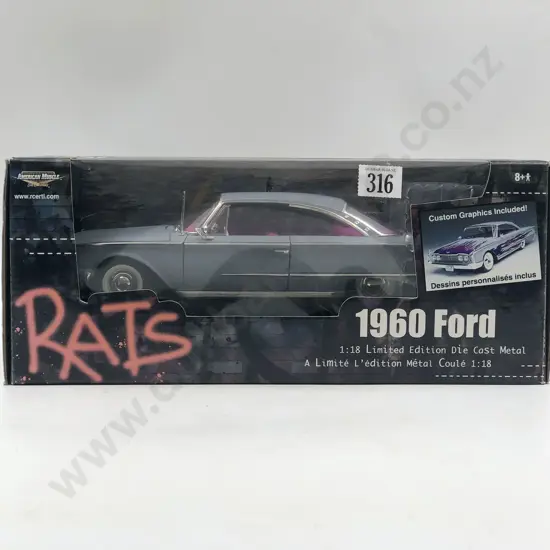 AMERICAN MUSCLE
www.rcertl.com
316
8+
Custom Graphics Included!
Dessins personnalisés inclus
RATS
1960 Ford
1:18 Limited Edition Die Cast Metal
A Limité L'édition Métal Coulé 1:18